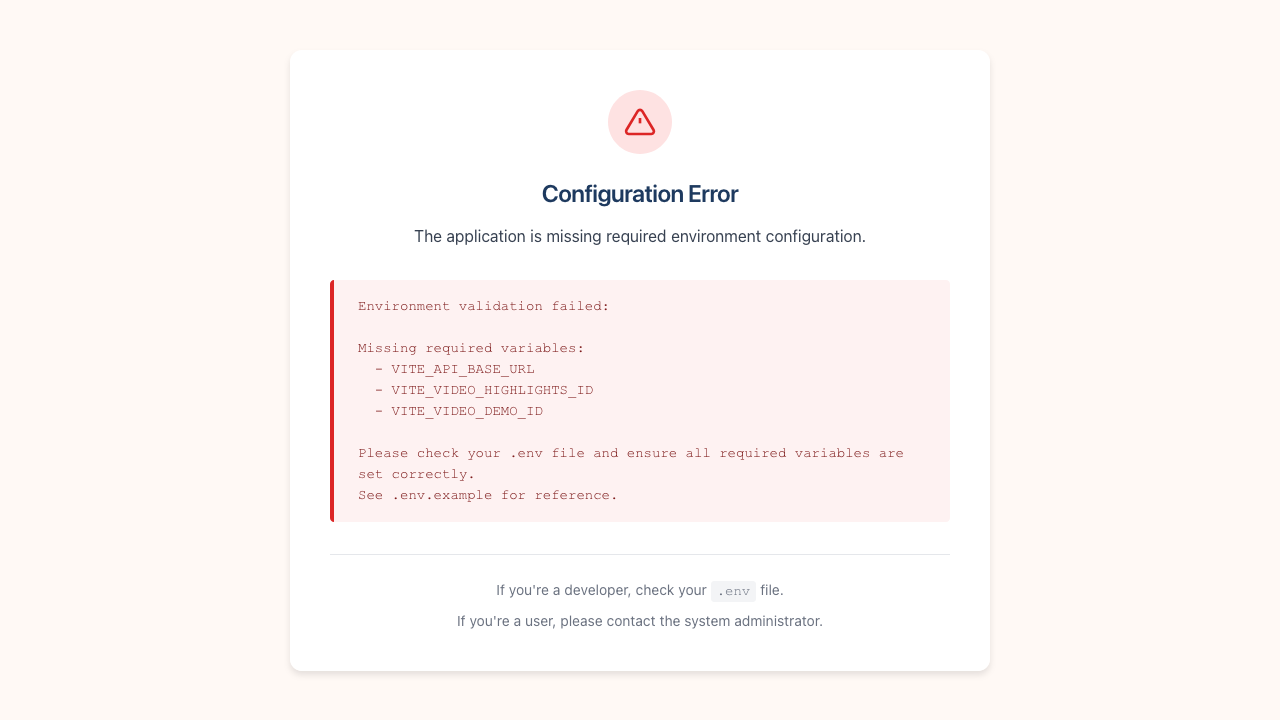 Configuration Error
The application is missing required environment configuration.
Environment validation failed:
Missing required variables:
- VITE_API_BASE_URL
- VITE_VIDEO_HIGHLIGHTS_ID
- VITE_VIDEO_DEMO_ID
Please check your .env file and ensure all required variables are
set correctly.
See .env.example for reference.
If you're a developer, check your .env file.
If you're a user, please contact the system administrator.